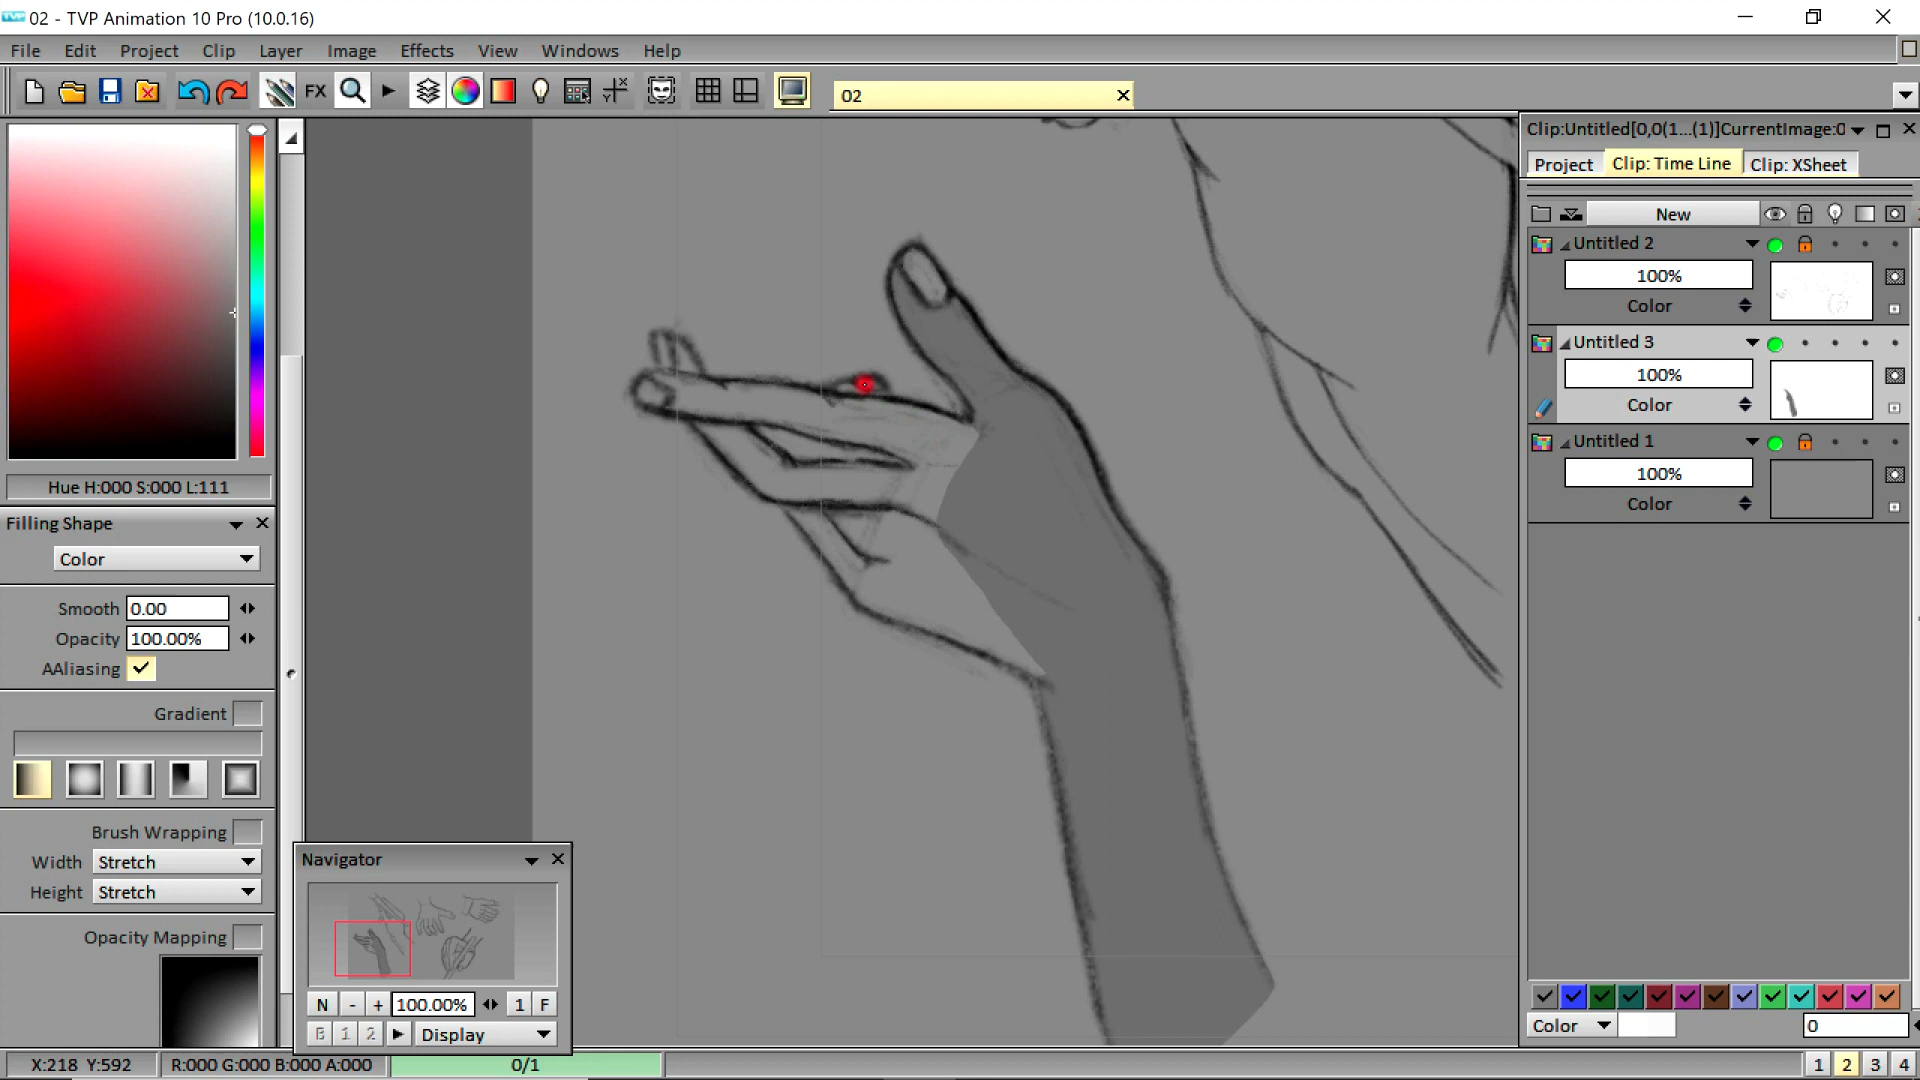 TVP 02 - TVP Animation 10 Pro (10.0.16)
File Edit Project Clip Layer Image Effects View Windows Help
FX
02
Clip:Untitled[0,0(1...(1)]CurrentImage:0
Project Clip: Time Line Clip: XSheet
New
Untitled 2
100%
Color
Untitled 3
100%
Color
Untitled 1
100%
Color
Hue H:000 S:000 L:111
Filling Shape
Color
Smooth 0.00
Opacity 100.00%
AAliasing
Gradient
Brush Wrapping
Width Stretch
Height Stretch
Opacity Mapping
Navigator
N - + 100.00% 1 F
B 1 2 Display
Color 0
X:218 Y:592 R:000 G:000 B:000 A:000 0/1 1 2 3 4